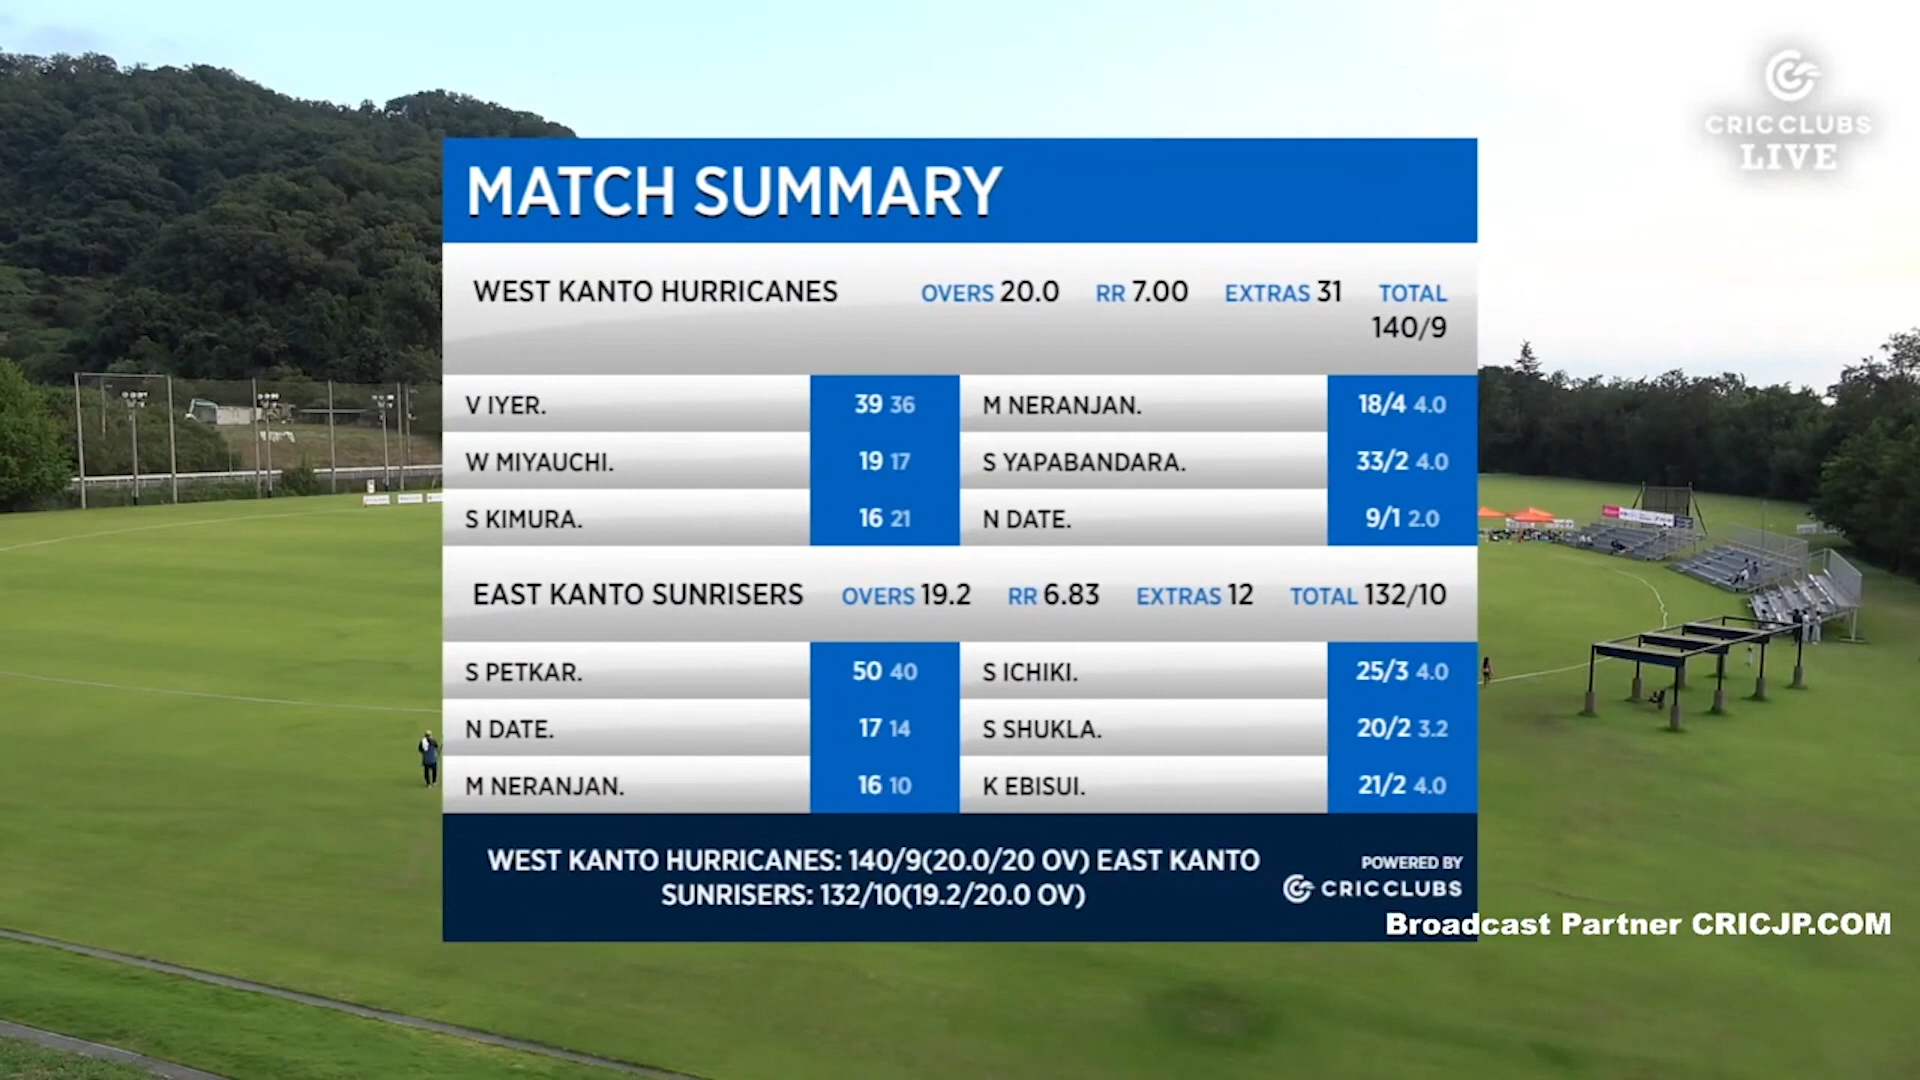 CRICCLUBS
LIVE
MATCH SUMMARY
WEST KANTO HURRICANES OVERS 20.0 RR 7.00 EXTRAS 31 TOTAL
140/9
V IYER. 39 36 M NERANJAN. 18/4 4.0
W MIYAUCHI. 19 17 S YAPABANDARA. 33/2 4.0
S KIMURA. 16 21 N DATE. 9/1 2.0
EAST KANTO SUNRISERS OVERS 19.2 RR 6.83 EXTRAS 12 TOTAL 132/10
S PETKAR. 50 40 S ICHIKI. 25/3 4.0
N DATE. 17 14 S SHUKLA. 20/2 3.2
M NERANJAN. 16 10 K EBISUI. 21/2 4.0
WEST KANTO HURRICANES: 140/9(20.0/20 OV) EAST KANTO
SUNRISERS: 132/10(19.2/20.0 OV)
POWERED BY
CRICCLUBS
Broadcast Partner CRICJP.COM